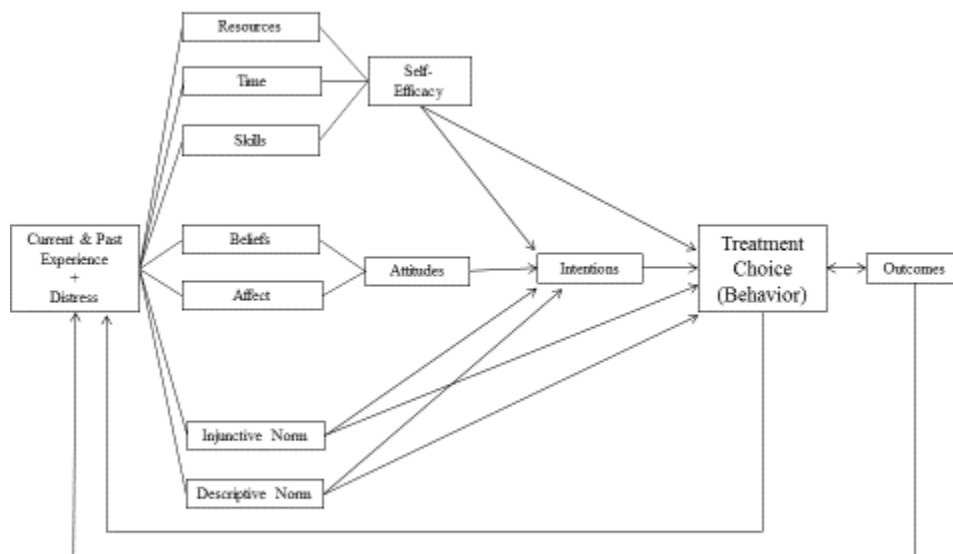 Resources
Time
Skills
Self-
Efficacy
Current & Past
Experience
+
Distress
Beliefs
Affect
Attitudes
Intentions
Treatment
Choice
(Behavior)
Outcomes
Injunctive Norm
Descriptive Norm